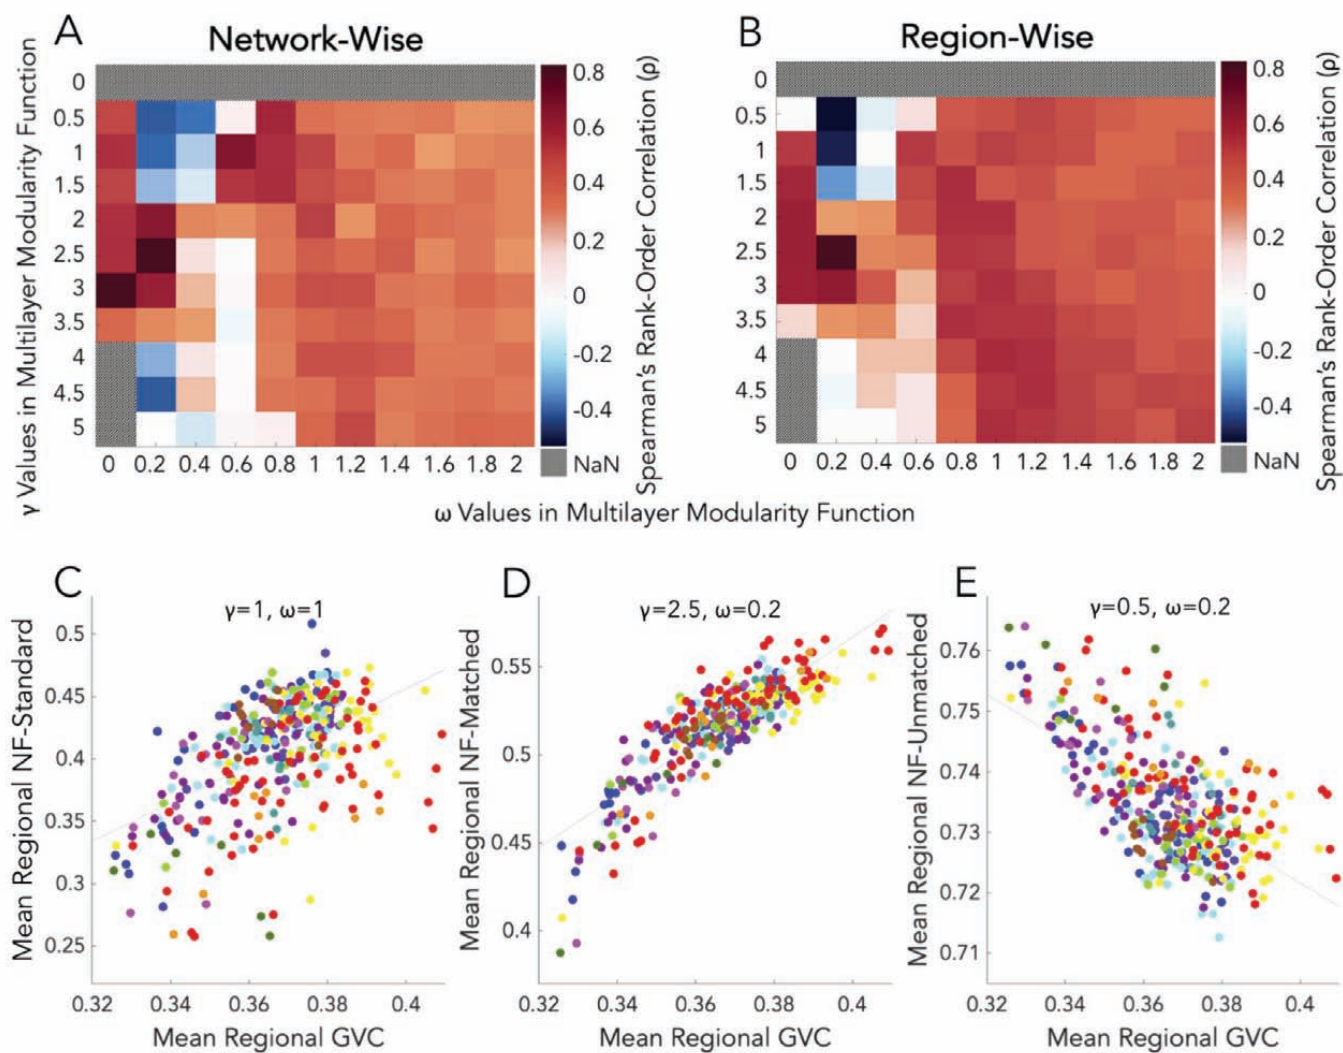 A
Network-Wise
γ Values in Multilayer Modularity Function
0
0.5
1
1.5
2
2.5
3
3.5
4
4.5
5
0 0.2 0.4 0.6 0.8 1 1.2 1.4 1.6 2
0.8
0.6
0.4
0.2
0
-0.2
-0.4
NaN
Spearman's Rank-Order Correlation (ρ)
B
Region-Wise
0
0.5
1
1.5
2
2.5
3
3.5
4
4.5
5
0 0.2 0.4 0.6 0.8 1 1.2 1.4 1.6 1.8 2
0.8
0.6
0.4
0.2
0
-0.2
-0.4
NaN
Spearman's Rank-Order Correlation (ρ)
ω Values in Multilayer Modularity Function
C
γ=1, ω=1
Mean Regional NF-Standard
0.5
0.45
0.4
0.35
0.3
0.25
0.32 0.34 0.36 0.38 0.4
Mean Regional GVC
D
γ=2.5, ω=0.2
Mean Regional NF-Matched
0.55
0.5
0.45
0.4
0.32 0.34 0.36 0.38 0.4
Mean Regional GVC
E
γ=0.5, ω=0.2
Mean Regional NF-Unmatched
0.76
0.75
0.74
0.73
0.72
0.71
0.32 0.34 0.36 0.38 0.4
Mean Regional GVC